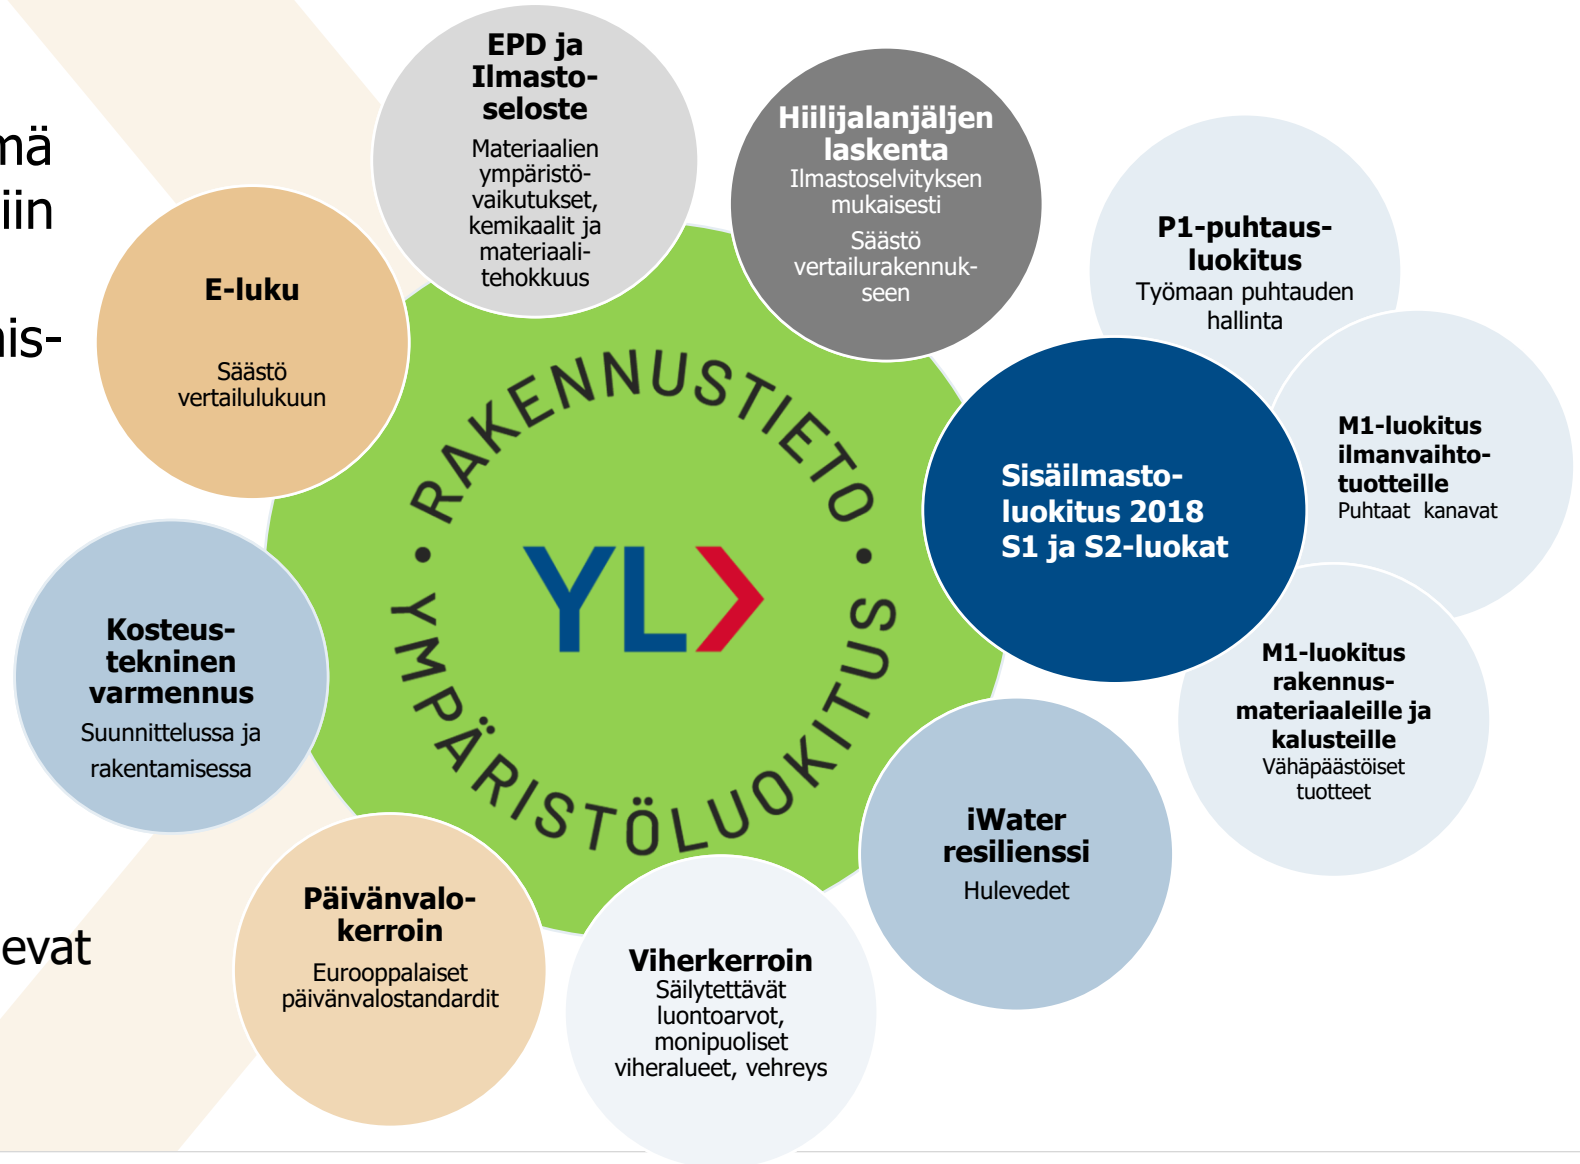 mä
iin
nis-
evat
EPD ja
Ilmasto-
seloste
Materiaalien
ympäristö-
vaikutukset,
kemikaalit ja
materiaali-
tehokkuus
Hiilijalanjäljen
laskenta
Ilmastoselvityksen
mukaisesti
Säästö
vertailurakennuk-
seen
P1-puhtaus-
luokitus
Työmaan puhtauden
hallinta
M1-luokitus
ilmanvaihto-
tuotteille
Puhtaat kanavat
Sisäilmasto-
luokitus 2018
S1 ja S2-luokat
M1-luokitus
rakennus-
materiaaleille ja
kalusteille
Vähäpäästöiset
tuotteet
iWater
resilienssi
Hulevedet
Viherkerroin
Säilytettävät
luontoarvot,
monipuoliset
viheralueet, vehreys
Päivänvalo-
kerroin
Eurooppalaiset
päivänvalostandardit
Kosteus-
tekninen
varmennus
Suunnittelussa ja
rakentamisessa
E-luku
Säästö
vertailulukuun
• RAKENNUSTIETO •
YMPÄRISTÖLUOKITUS
YL